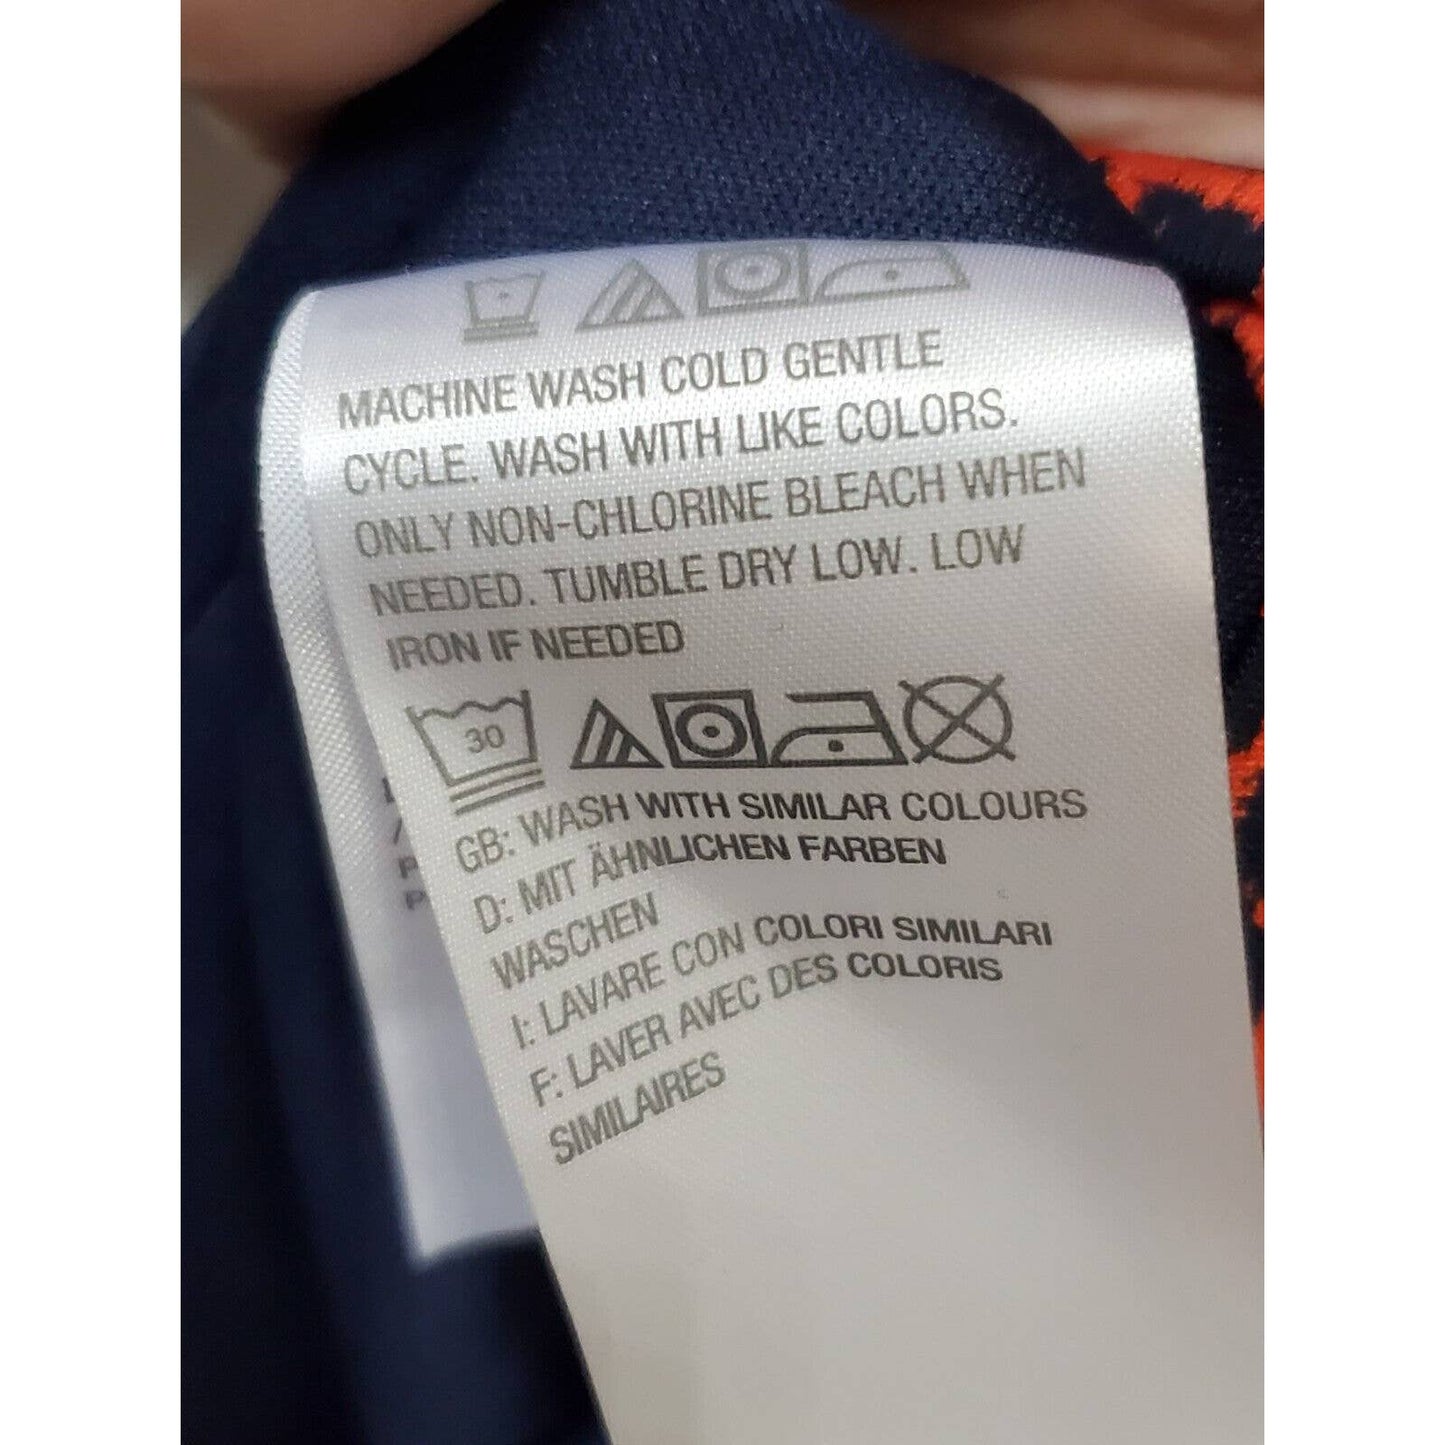 MACHINE WASH COLD GENTLE
CYCLE. WASH WITH LIKE COLORS.
ONLY NON-CHLORINE BLEACH WHEN
NEEDED. TUMBLE DRY LOW. LOW
IRON IF NEEDED
30
GB: WASH WITH SIMILAR COLOURS
D: MIT ÄHNLICHEN FARBEN
WASCHEN
I: LAVARE CON COLORI SIMILARI
F: LAVER AVEC DES COLORIS
SIMILAIRES